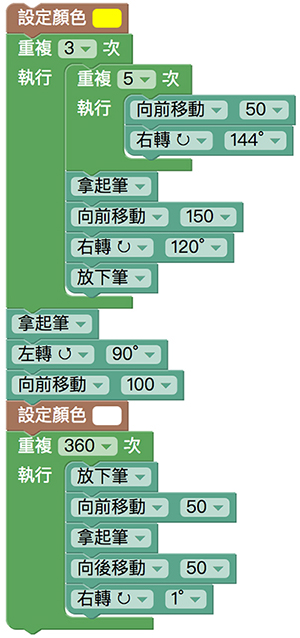 設定顏色
重複 3 次
執行 重複 5 次
執行 向前移動 50
右轉 ↻ 144°
拿起筆
向前移動 150
右轉 ↻ 120°
放下筆
拿起筆
左轉 ↺ 90°
向前移動 100
設定顏色
重複 360 次
執行 放下筆
向前移動 50
拿起筆
向後移動 50
右轉 ↻ 1°